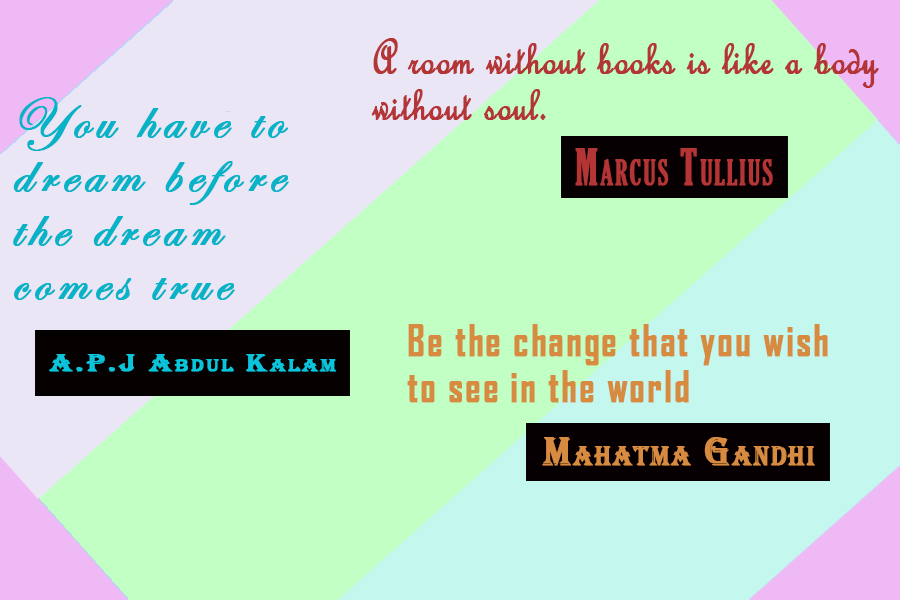 You have to
dream before
the dream
comes true
A.P.J Abdul Kalam
A room without books is like a body
without soul.
Marcus Tullius
Be the change that you wish
to see in the world
Mahatma Gandhi